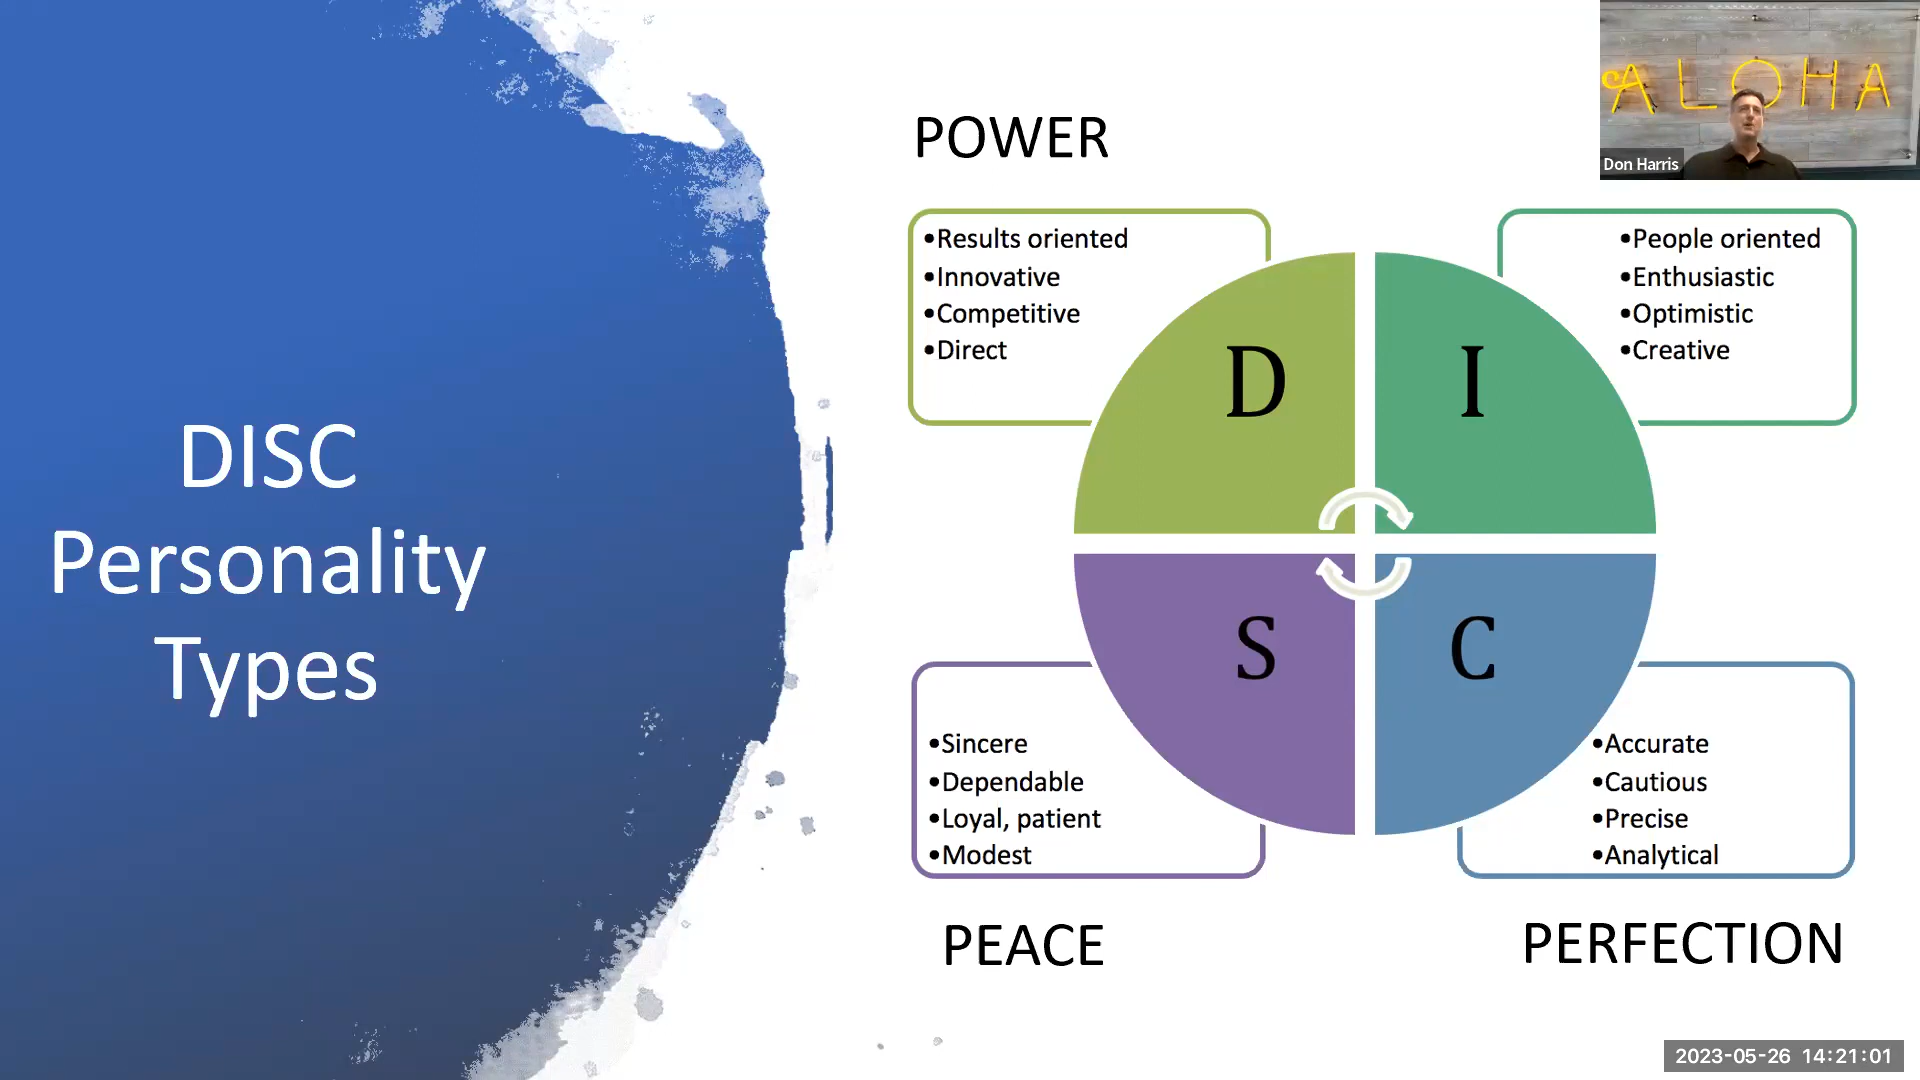 DISC
Personality
Types
POWER
•Results oriented
•Innovative
•Competitive
•Direct
•People oriented
•Enthusiastic
•Optimistic
•Creative
D
I
S
C
•Sincere
•Dependable
•Loyal, patient
•Modest
•Accurate
•Cautious
•Precise
•Analytical
PEACE
PERFECTION
ALOHA
Don Harris
2023-05-26 14:21:01